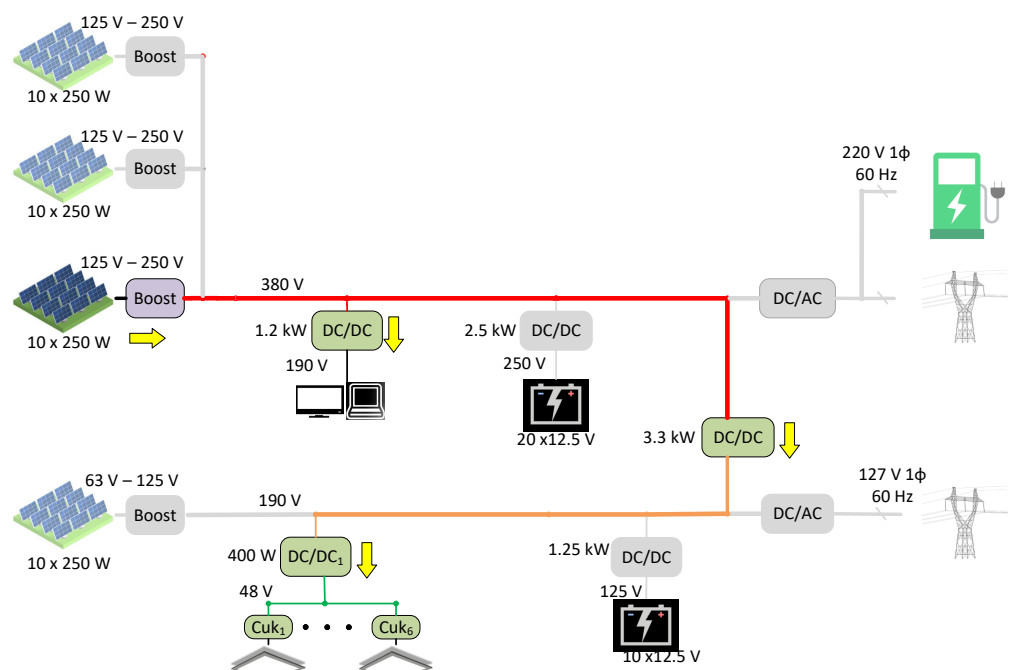 125 V – 250 V
Boost
10 x 250 W
125 V – 250 V
Boost
10 x 250 W
220 V 1ϕ
60 Hz
125 V – 250 V
Boost
10 x 250 W
380 V
DC/AC
1.2 kW
DC/DC
190 V
2.5 kW
DC/DC
250 V
20 x12.5 V
3.3 kW
DC/DC
63 V – 125 V
Boost
10 x 250 W
190 V
DC/AC
127 V 1ϕ
60 Hz
400 W
DC/DC₁
48 V
Cuk₁
Cuk₆
1.25 kW
DC/DC
125 V
10 x12.5 V